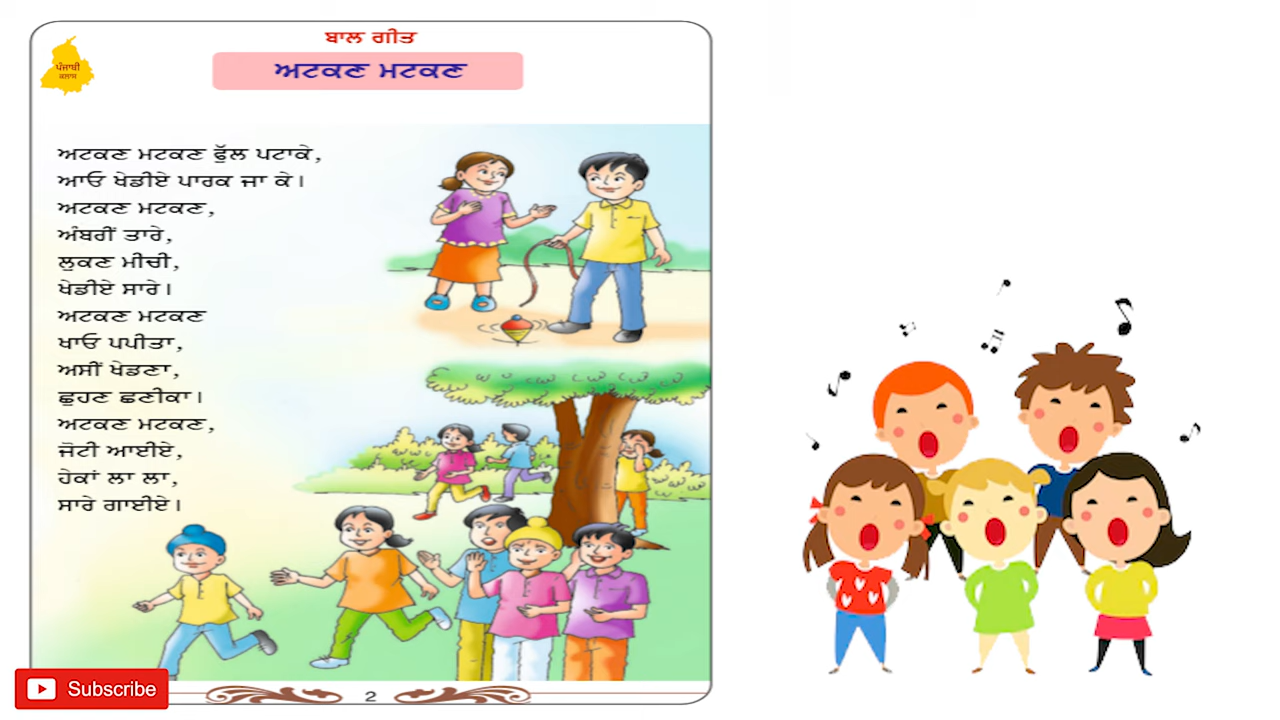 ਬਾਲ ਗੀਤ
ਪੰਜਾਬੀ
ਕਲਾਸ
ਅਟਕਣ ਮਟਕਣ
ਅਟਕਣ ਮਟਕਣ ਫੁੱਲ ਪਟਾਕੇ,
ਆਓ ਖੇਡੀਏ ਪਾਰਕ ਜਾ ਕੇ।
ਅਟਕਣ ਮਟਕਣ,
ਅੰਬਰੀਂ ਤਾਰੇ,
ਲੁਕਣ ਮੀਚੀ,
ਖੇਡੀਏ ਸਾਰੇ।
ਅਟਕਣ ਮਟਕਣ
ਖਾਓ ਪਪੀਤਾ,
ਅਸੀਂ ਖੇਡਣਾ,
ਛੁਹਣ ਛਣੀਕਾ।
ਅਟਕਣ ਮਟਕਣ,
ਜੋਟੀ ਆਈਏ,
ਹੇਕਾਂ ਲਾ ਲਾ,
ਸਾਰੇ ਗਾਈਏ।
Subscribe
2